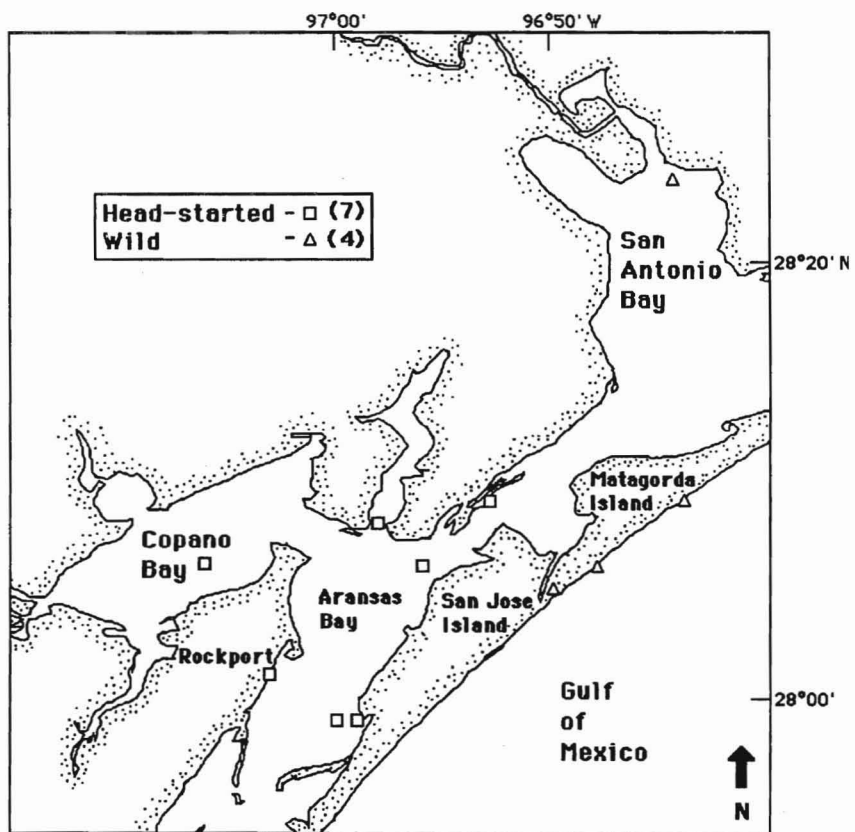 97°00'
96°50' W
Head-started - □ (7)
Wild - △ (4)
San
Antonio
Bay
28°20' N
Matagorda
Island
Copano
Bay
Aransas
Bay
San Jose
Island
Rockport
Gulf
of
Mexico
28°00'
N